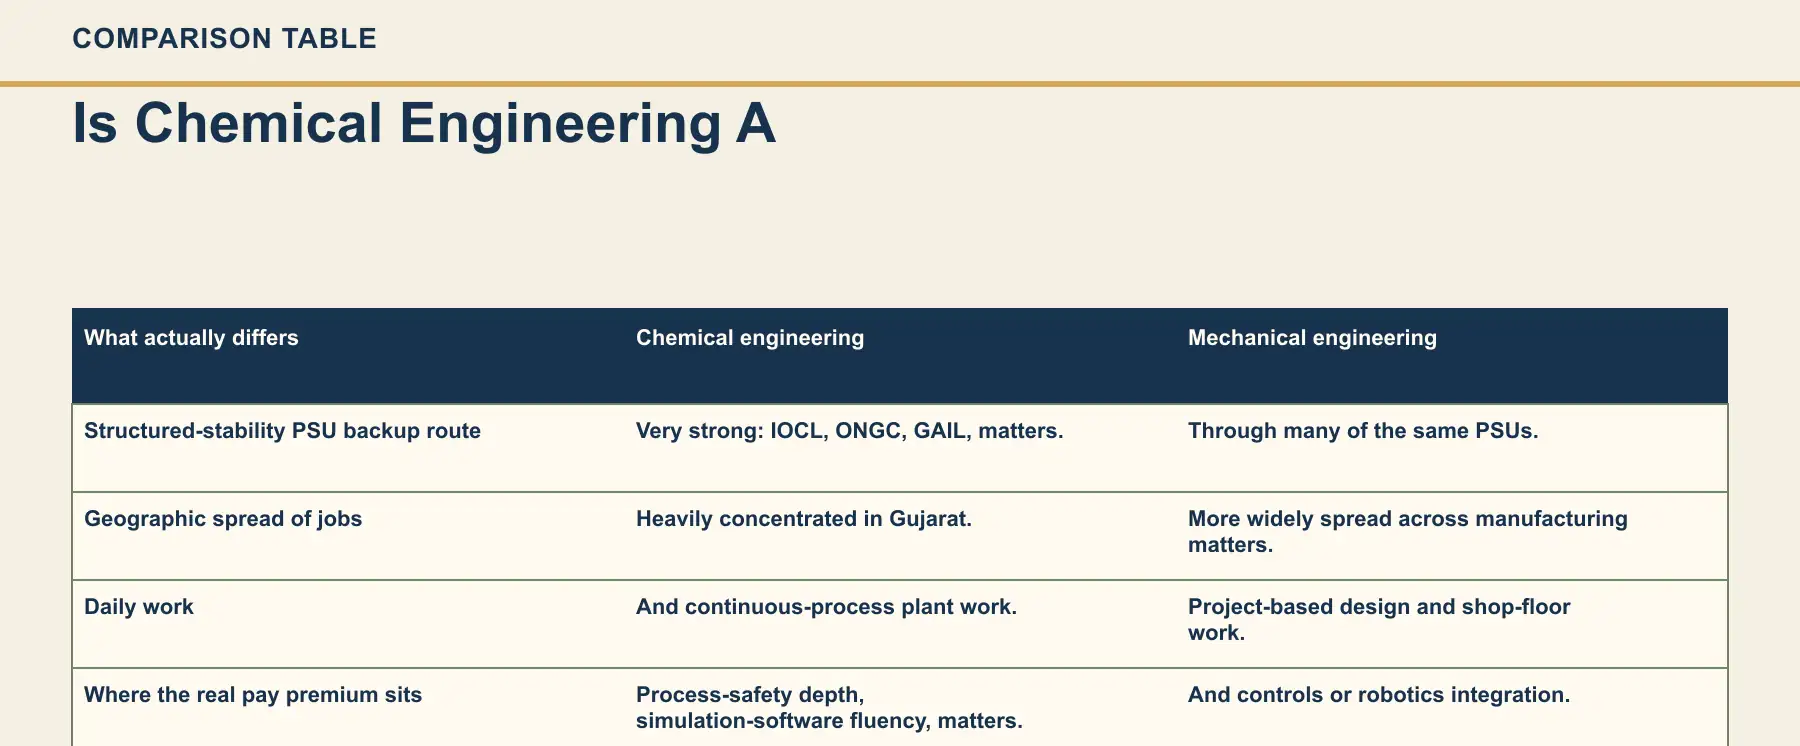 COMPARISON TABLE
Is Chemical Engineering A
What actually differs
Chemical engineering
Mechanical engineering
Structured-stability PSU backup route
Very strong: IOCL, ONGC, GAIL, matters.
Through many of the same PSUs.
Geographic spread of jobs
Heavily concentrated in Gujarat.
More widely spread across manufacturing
matters.
Daily work
And continuous-process plant work.
Project-based design and shop-floor
work.
Where the real pay premium sits
Process-safety depth,
simulation-software fluency, matters.
And controls or robotics integration.